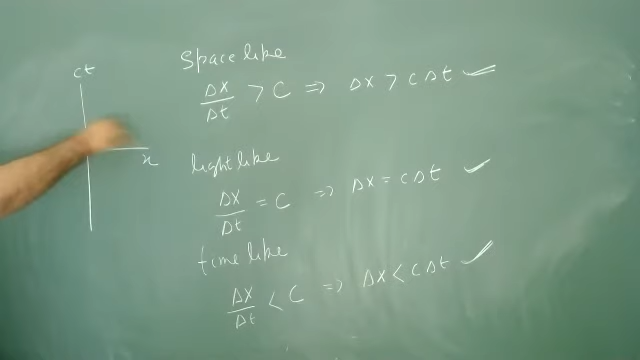 Space like
ct
Δx/Δt > C ⇒ Δx > cΔt
x
light like
Δx/Δt = C ⇒ Δx = cΔt
time like
Δx/Δt < C ⇒ Δx < cΔt